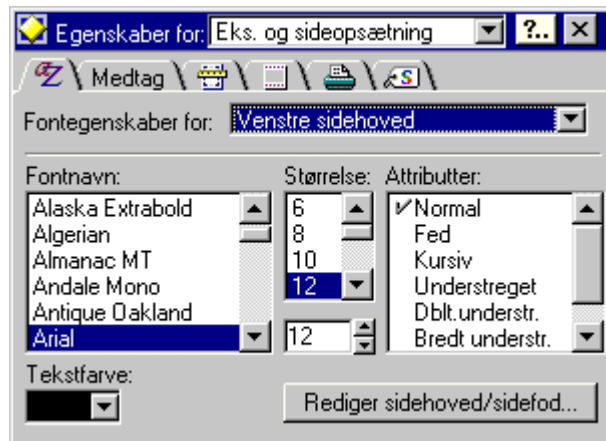 Egenskaber for: Eks. og sideopsætning ?..
Medtag S
Fontegenskaber for: Venstre sidehoved
Fontnavn: Størrelse: Attributter:
Alaska Extrabold 6 Normal
Algerian 8 Fed
Almanac MT 10 Kursiv
Andale Mono 12 Understreget
Antique Oakland Dblt.understr.
Arial 12 Bredt understr.
Tekstfarve:
Rediger sidehoved/sidefod...